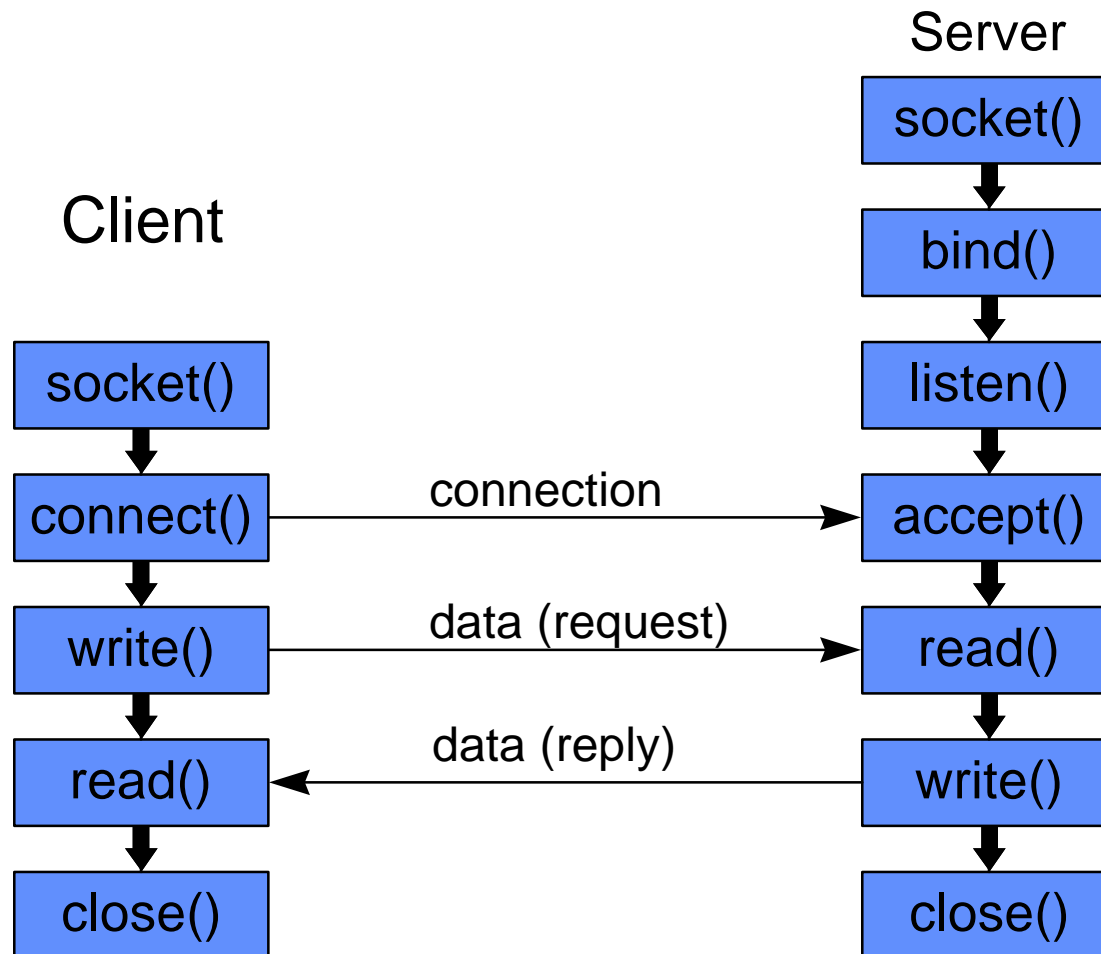 Server
socket()
bind()
Client
socket()
listen()
connect()
connection
accept()
write()
data (request)
read()
read()
data (reply)
write()
close()
close()